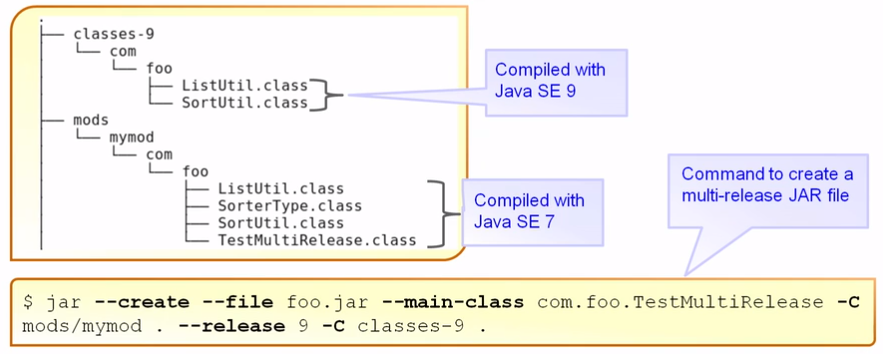 .
classes-9
com
foo
ListUtil.class
SortUtil.class
mods
mymod
com
foo
ListUtil.class
SorterType.class
SortUtil.class
TestMultiRelease.class
Compiled with
Java SE 9
Compiled with
Java SE 7
Command to create a
multi-release JAR file
$ jar --create --file foo.jar --main-class com.foo.TestMultiRelease -C
mods/mymod . --release 9 -C classes-9 .